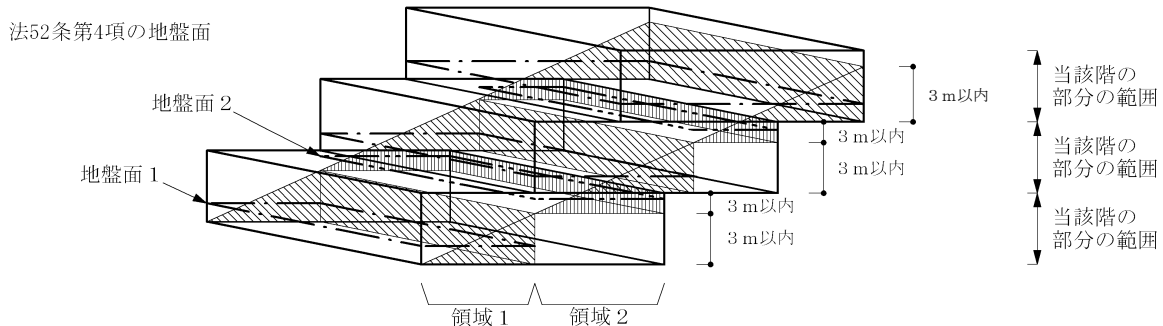 法52条第4項の地盤面
地盤面2
地盤面1
3m以内
3m以内
3m以内
3m以内
3m以内
当該階の
部分の範囲
当該階の
部分の範囲
当該階の
部分の範囲
領域1
領域2